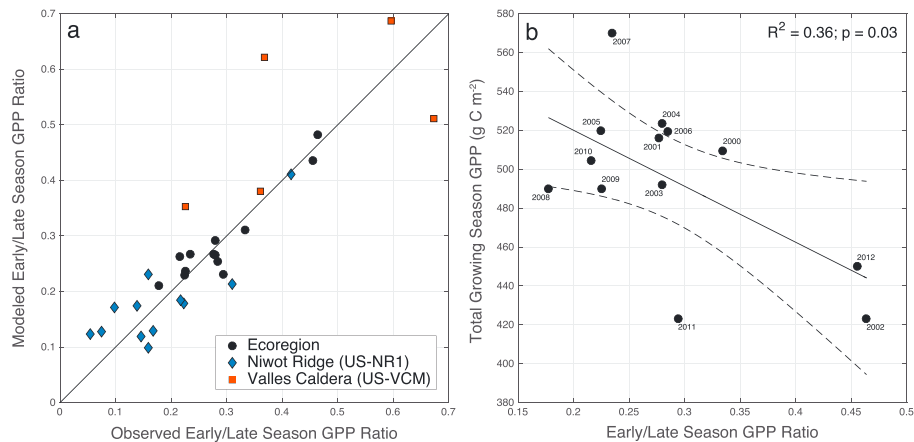 a
Modeled Early/Late Season GPP Ratio
0.7
0.6
0.5
0.4
0.3
0.2
0.1
0
0 0.1 0.2 0.3 0.4 0.5 0.6 0.7
Observed Early/Late Season GPP Ratio
Ecoregion
Niwot Ridge (US-NR1)
Valles Caldera (US-VCM)
b
R² = 0.36; p = 0.03
Total Growing Season GPP (g C m⁻²)
580
560
540
520
500
480
460
440
420
400
380
2007
2005
2004
2006
2001
2000
2010
2009
2008
2003
2012
2011
2002
0.15 0.2 0.25 0.3 0.35 0.4 0.45 0.5
Early/Late Season GPP Ratio